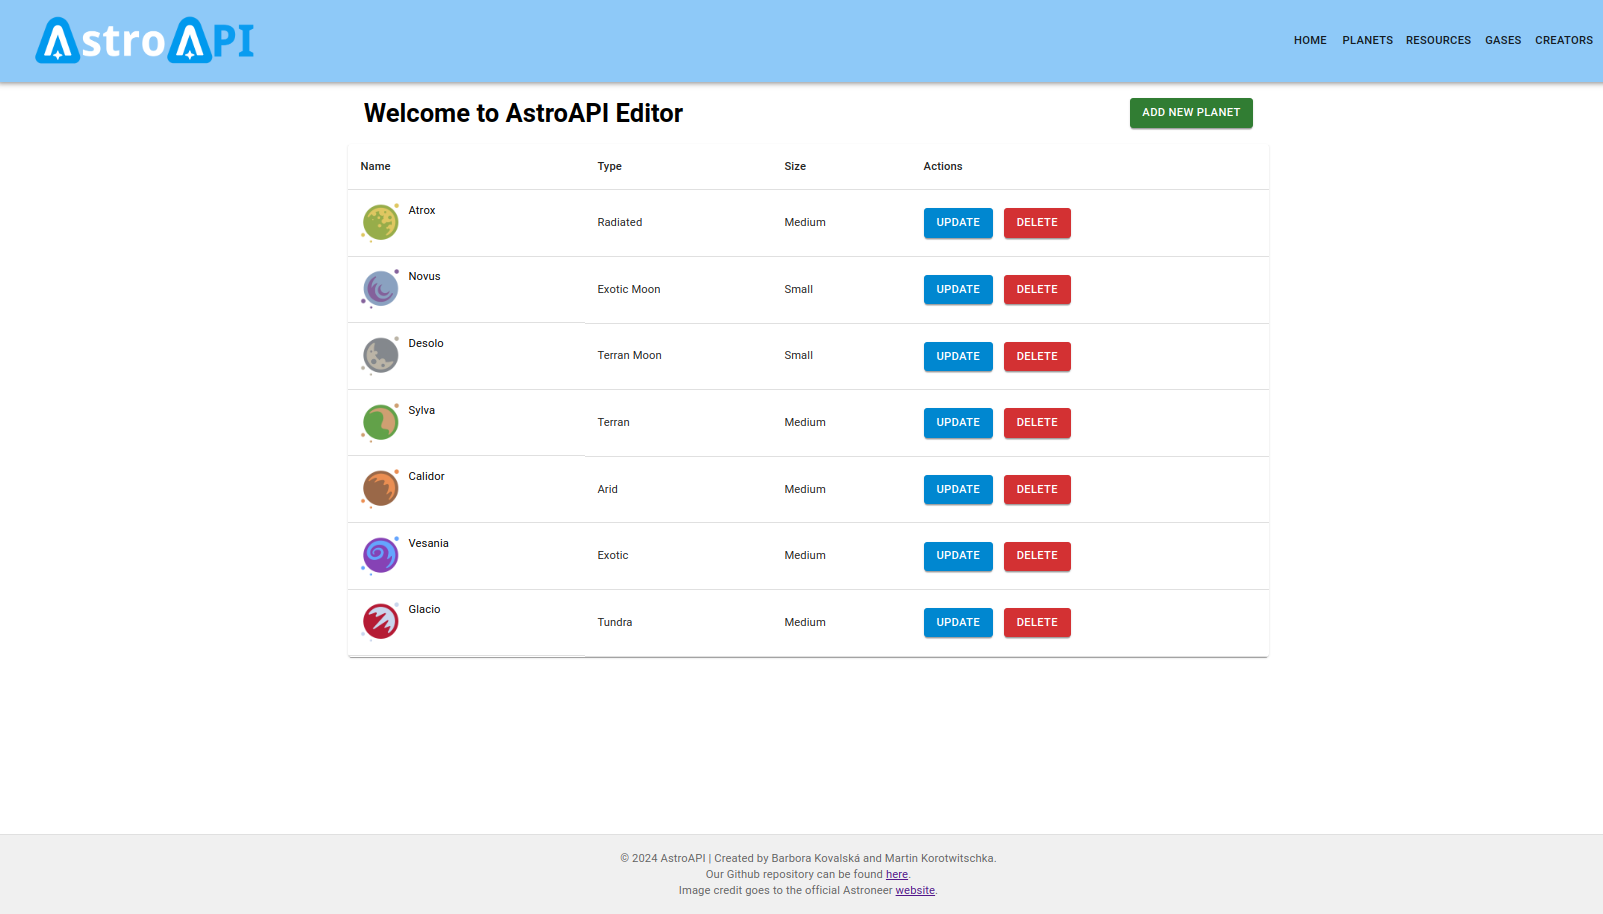 AstroAPI
HOME PLANETS RESOURCES GASES CREATORS
Welcome to AstroAPI Editor
ADD NEW PLANET
Name Type Size Actions
Atrox Radiated Medium UPDATE DELETE
Novus Exotic Moon Small UPDATE DELETE
Desolo Terran Moon Small UPDATE DELETE
Sylva Terran Medium UPDATE DELETE
Calidor Arid Medium UPDATE DELETE
Vesania Exotic Medium UPDATE DELETE
Glacio Tundra Medium UPDATE DELETE
© 2024 AstroAPI | Created by Barbora Kovalská and Martin Korotwitschka.
Our Github repository can be found here.
Image credit goes to the official Astroneer website.